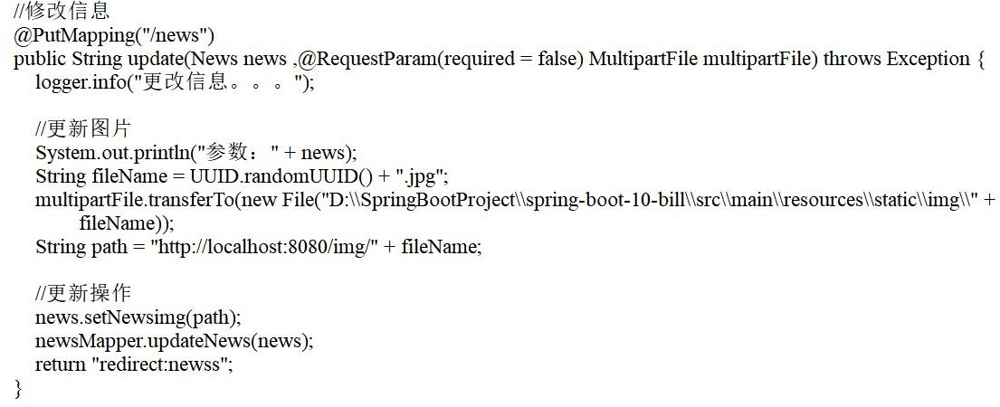 //修改信息
@PutMapping("/news")
public String update(News news ,@RequestParam(required = false) MultipartFile multipartFile) throws Exception {
logger.info("更改信息。。。");
//更新图片
System.out.println("参数：" + news);
String fileName = UUID.randomUUID() + ".jpg";
multipartFile.transferTo(new File("D:\\SpringBootProject\\spring-boot-10-bill\\src\\main\\resources\\static\\img\\" +
fileName));
String path = "http://localhost:8080/img/" + fileName;
//更新操作
news.setNewsimg(path);
newsMapper.updateNews(news);
return "redirect:newss";
}